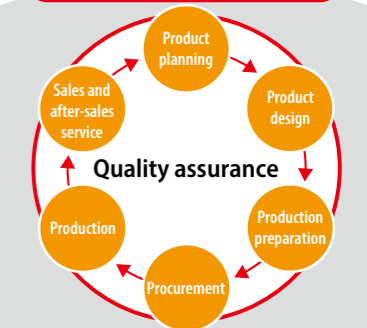 Product
planning
Product
design
Production
preparation
Procurement
Production
Sales and
after-sales
service
Quality assurance